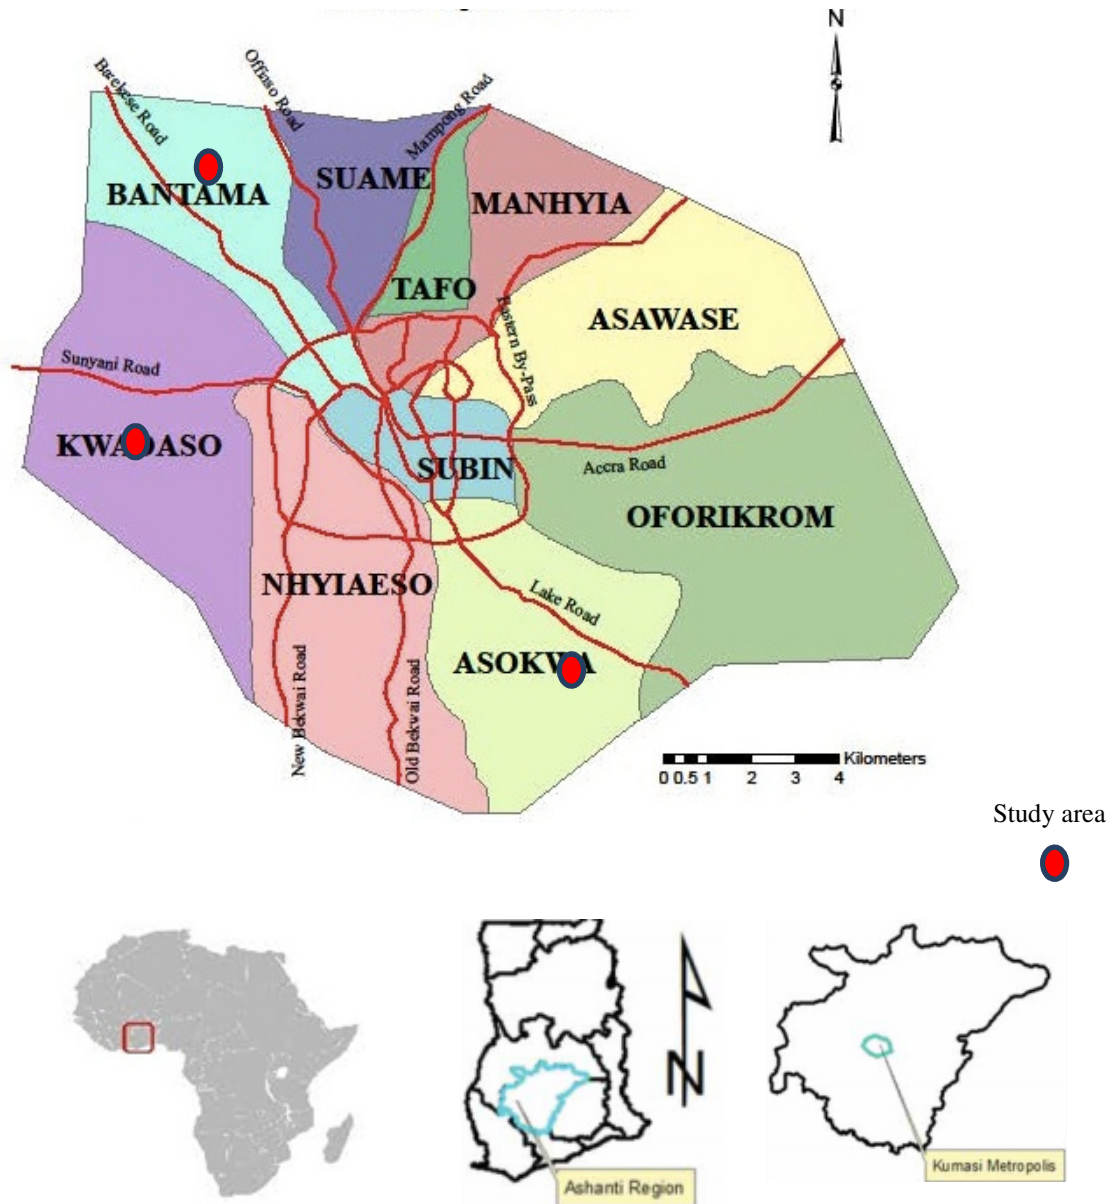 N
Barekese Road
Offinso Road
Mampong Road
BANTAMA
SUAME
MANHYIA
TAFO
Eastern By-Pass
ASAWASE
Sunyani Road
KWADASO
SUBIN
Accra Road
OFORIKROM
NHYIAESO
Lake Road
ASOKWA
New Bekwai Road
Old Bekwai Road
Kilometers
0 0.5 1 2 3 4
Study area
N
Ashanti Region
Kumasi Metropolis